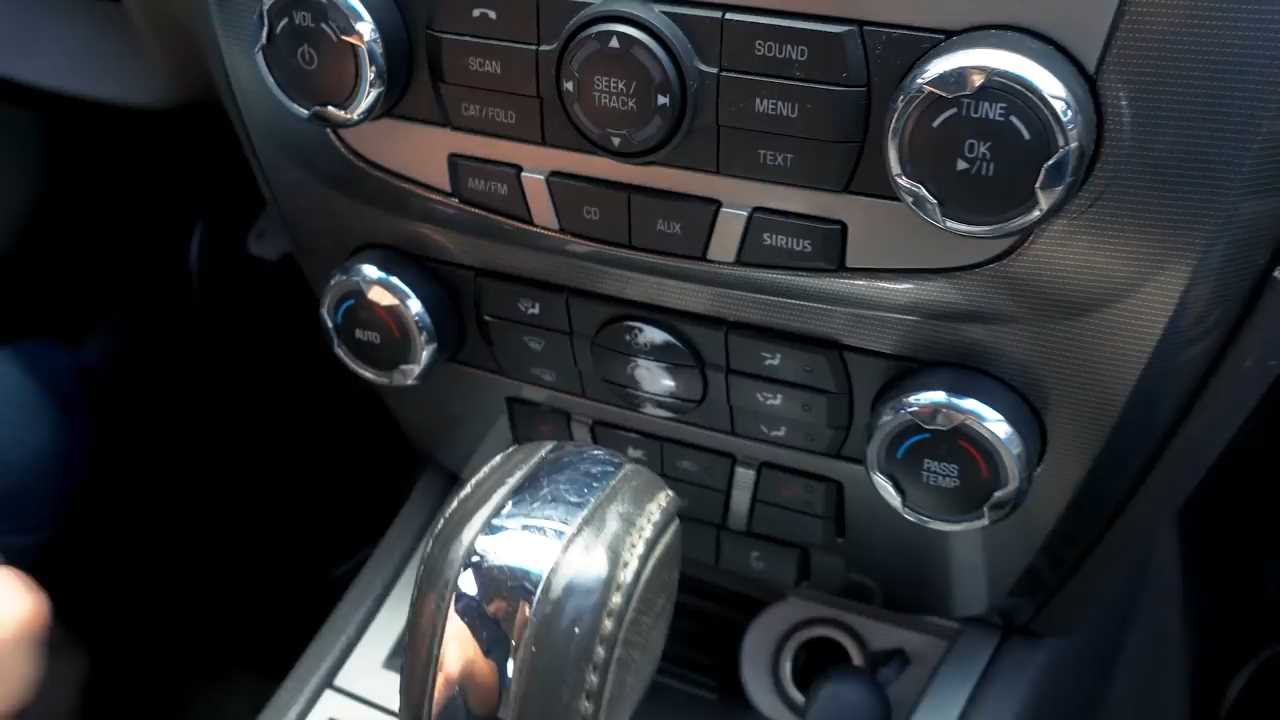 VOL
SCAN
CAT/FOLD
SEEK/
TRACK
SOUND
MENU
TEXT
TUNE
OK
▶/II
AM/FM
CD
AUX
SIRIUS
AUTO
PASS
TEMP